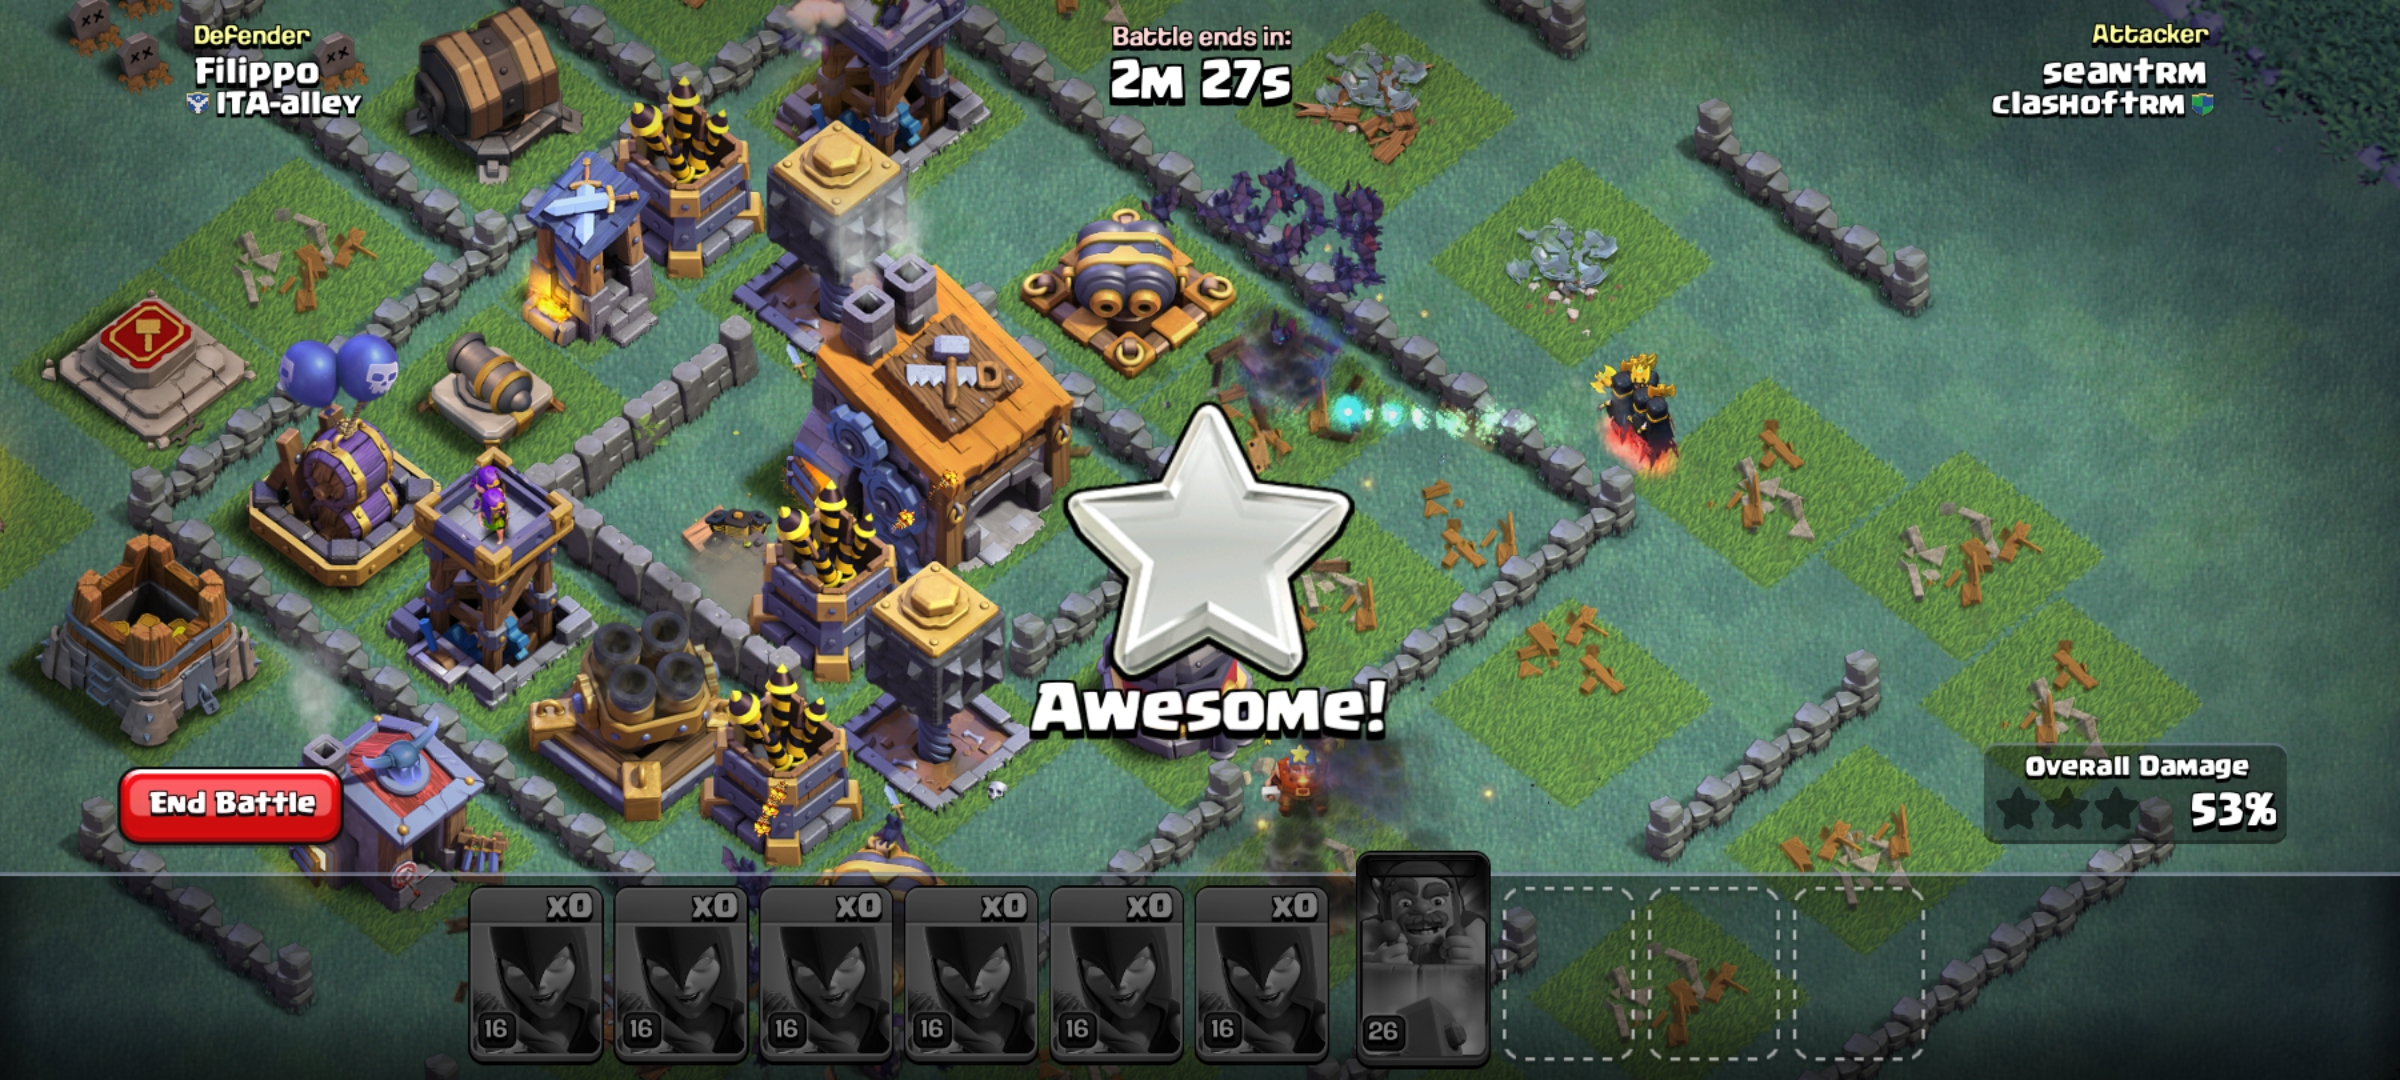 Defender
Filippo
ITA-alley
Battle ends in:
2M 27s
Attacker
seantRM
clashoftRM
Awesome!
End Battle
Overall Damage
53%
x0
x0
x0
x0
x0
x0
16
16
16
16
16
16
26